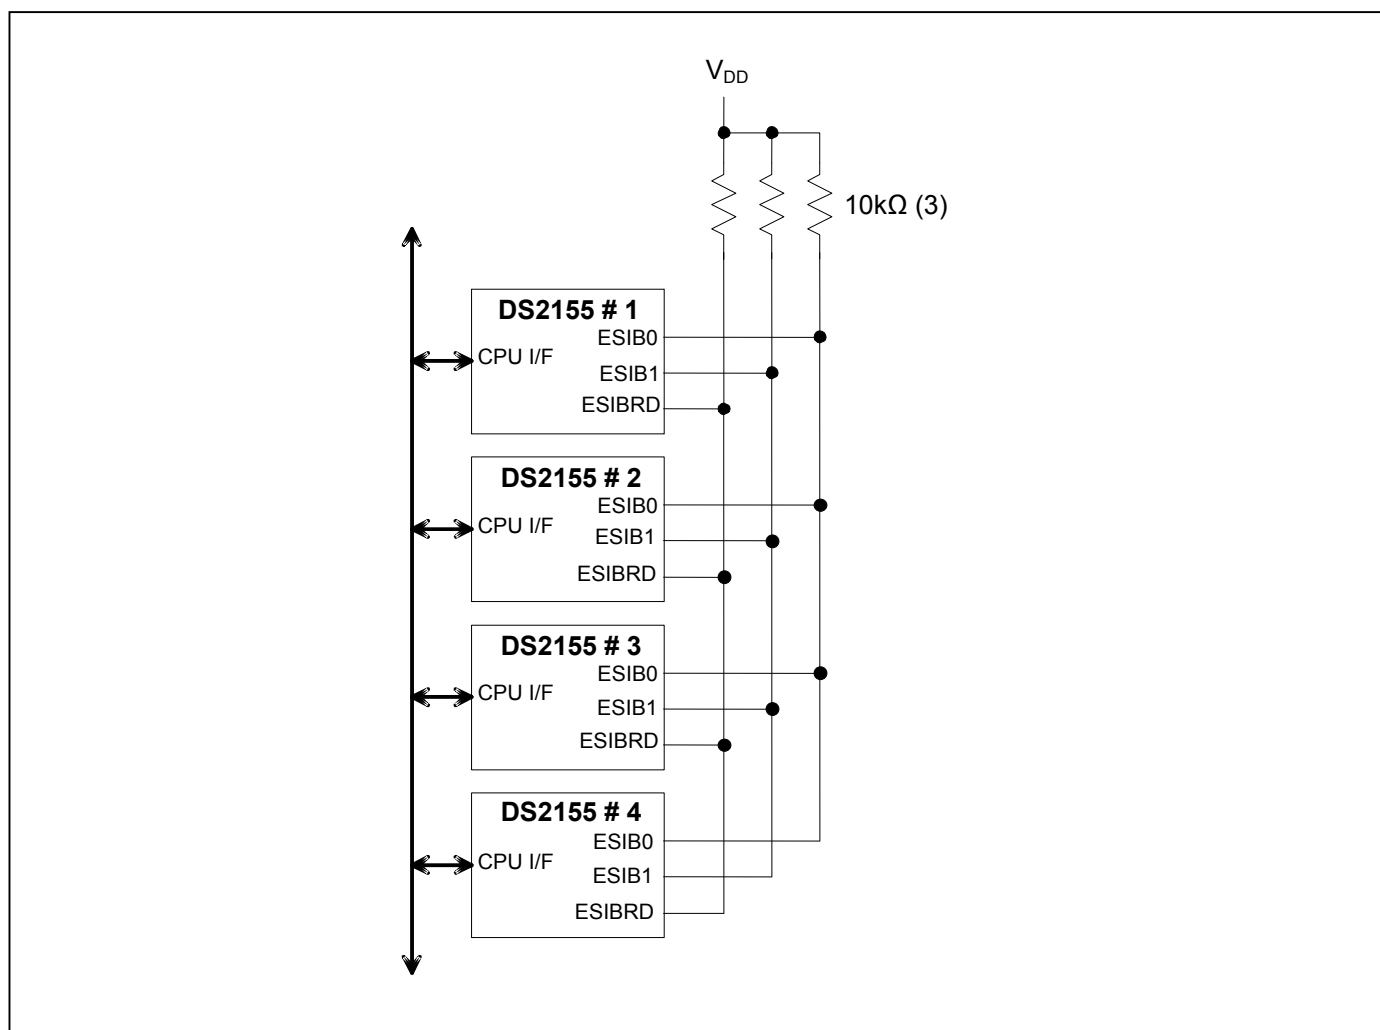 VDD
10kΩ (3)
DS2155 # 1
ESIB0
CPU I/F
ESIB1
ESIBRD
DS2155 # 2
ESIB0
CPU I/F
ESIB1
ESIBRD
DS2155 # 3
ESIB0
CPU I/F
ESIB1
ESIBRD
DS2155 # 4
ESIB0
CPU I/F
ESIB1
ESIBRD